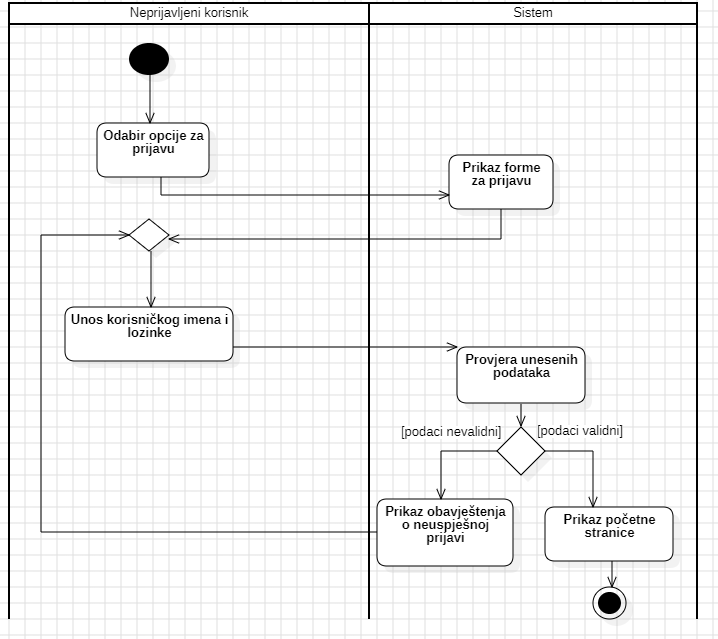 Neprijavljeni korisnik
Sistem
Odabir opcije za
prijavu
Prikaz forme
za prijavu
Unos korisničkog imena i
lozinke
Provjera unesenih
podataka
[podaci nevalidni]
[podaci validni]
Prikaz obavještenja
o neuspješnoj
prijavi
Prikaz početne
stranice